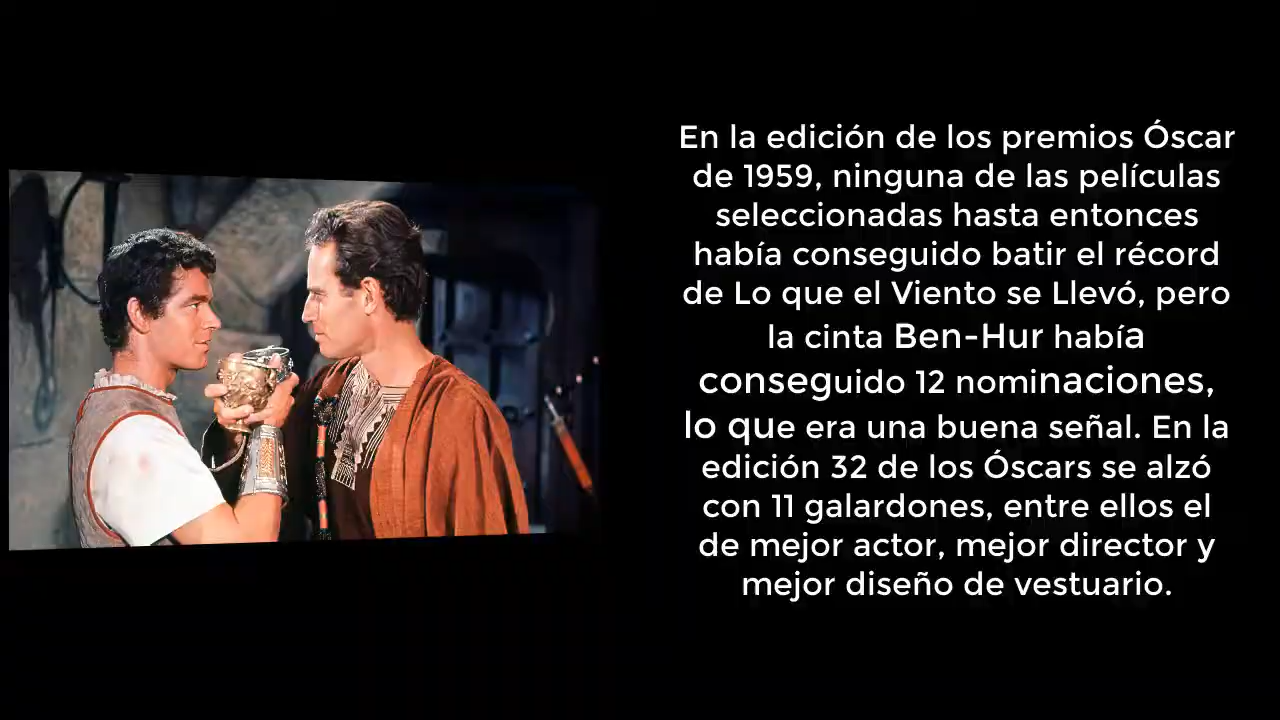 En la edición de los premios Óscar
de 1959, ninguna de las películas
seleccionadas hasta entonces
había conseguido batir el récord
de Lo que el Viento se Llevó, pero
la cinta Ben-Hur había
conseguido 12 nominaciones,
lo que era una buena señal. En la
edición 32 de los Óscars se alzó
con 11 galardones, entre ellos el
de mejor actor, mejor director y
mejor diseño de vestuario.